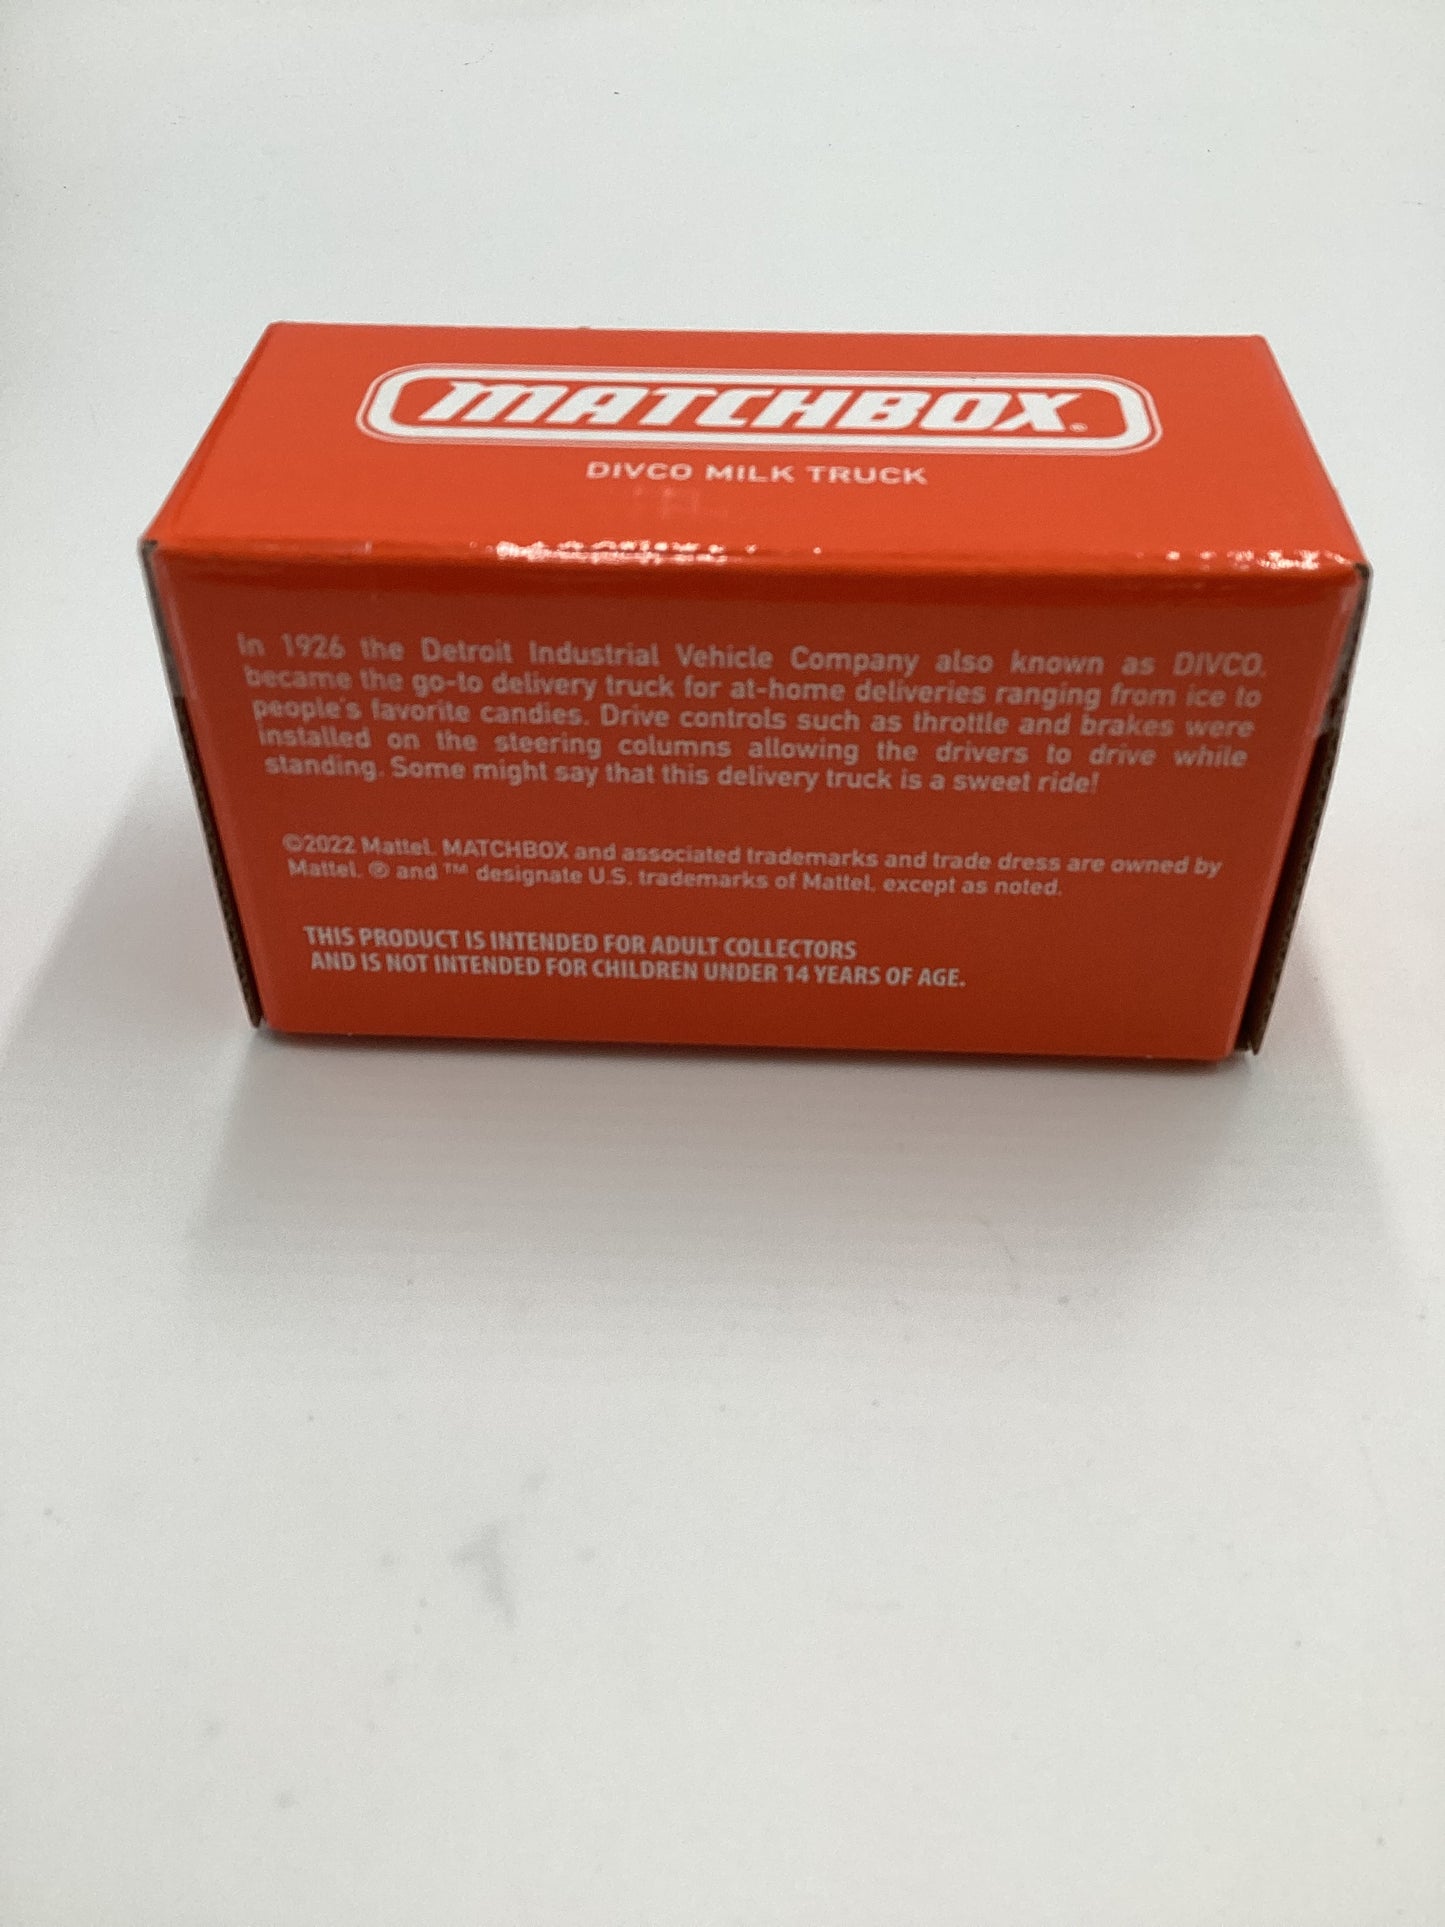 MATCHBOX®
DIVCO MILK TRUCK
In 1926 the Detroit Industrial Vehicle Company also known as DIVCO,
became the go-to delivery truck for at-home deliveries ranging from ice to
people's favorite candies. Drive controls such as throttle and brakes were
installed on the steering columns allowing the drivers to drive while
standing. Some might say that this delivery truck is a sweet ride!
©2022 Mattel. MATCHBOX and associated trademarks and trade dress are owned by
Mattel. ® and ™ designate U.S. trademarks of Mattel, except as noted.
THIS PRODUCT IS INTENDED FOR ADULT COLLECTORS
AND IS NOT INTENDED FOR CHILDREN UNDER 14 YEARS OF AGE.